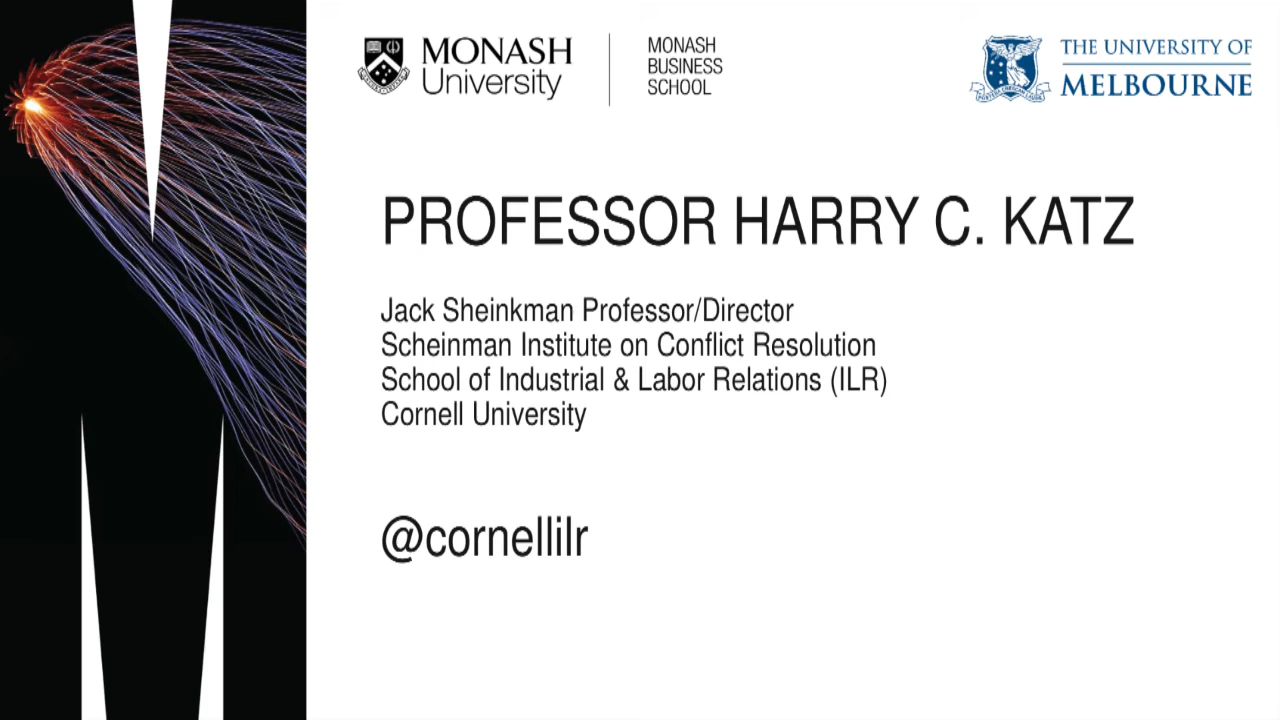 MONASH
University
MONASH
BUSINESS
SCHOOL
THE UNIVERSITY OF
MELBOURNE
PROFESSOR HARRY C. KATZ
Jack Sheinkman Professor/Director
Scheinman Institute on Conflict Resolution
School of Industrial & Labor Relations (ILR)
Cornell University
@cornellilr